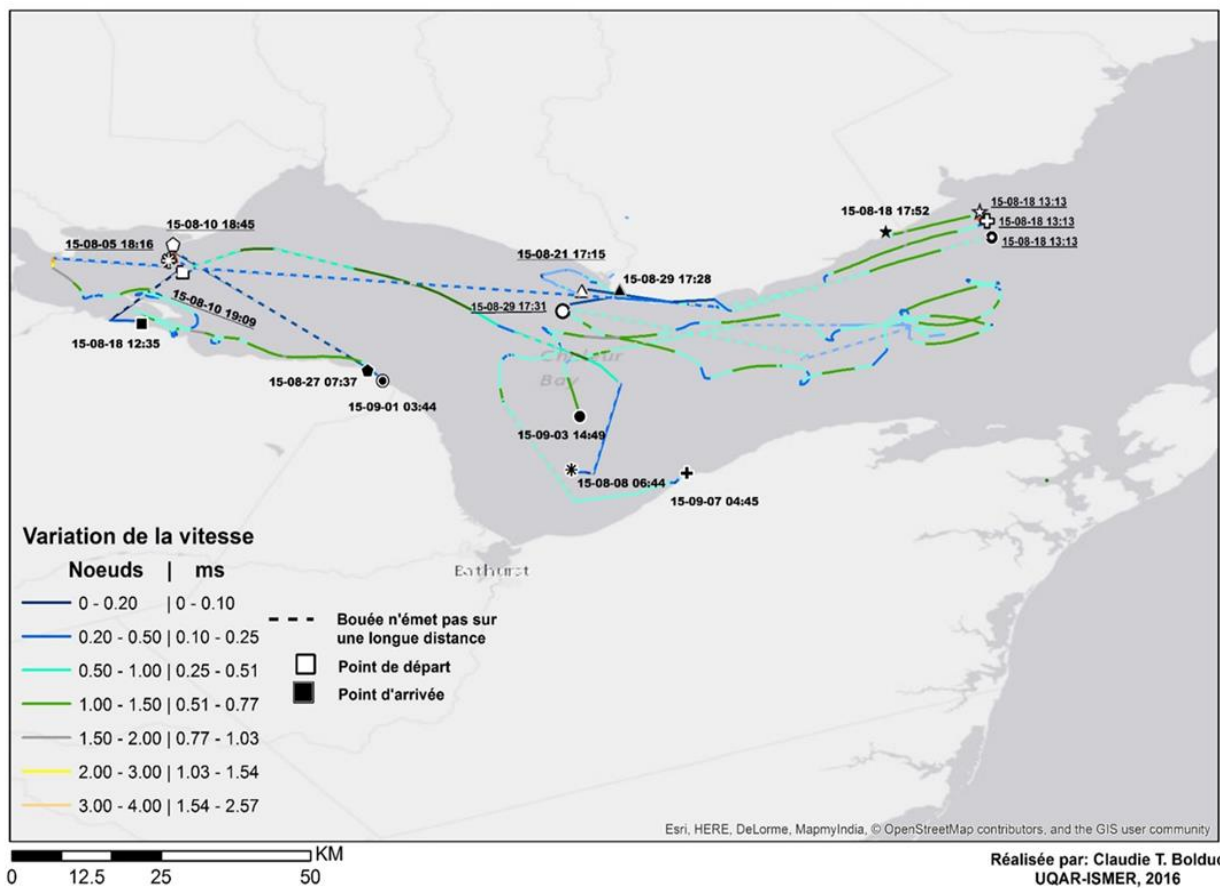 15-08-10 18:45
15-08-05 18:16
15-08-10 19:09
15-08-18 12:35
15-08-27 07:37
15-09-01 03:44
15-08-21 17:15
15-08-29 17:28
15-08-29 17:31
15-08-18 17:52
15-08-18 13:13
15-08-18 13:13
15-08-18 13:13
Chaleur
Bay
15-09-03 14:49
15-08-08 06:44
15-09-07 04:45
Bathurst
Variation de la vitesse
Noeuds | ms
0 - 0.20 | 0 - 0.10
0.20 - 0.50 | 0.10 - 0.25
0.50 - 1.00 | 0.25 - 0.51
1.00 - 1.50 | 0.51 - 0.77
1.50 - 2.00 | 0.77 - 1.03
2.00 - 3.00 | 1.03 - 1.54
3.00 - 4.00 | 1.54 - 2.57
Bouée n'émet pas sur
une longue distance
Point de départ
Point d'arrivée
Esri, HERE, DeLorme, MapmyIndia, © OpenStreetMap contributors, and the GIS user community
KM
0 12.5 25 50
Réalisée par: Claudie T. Bolduc
UQAR-ISMER, 2016